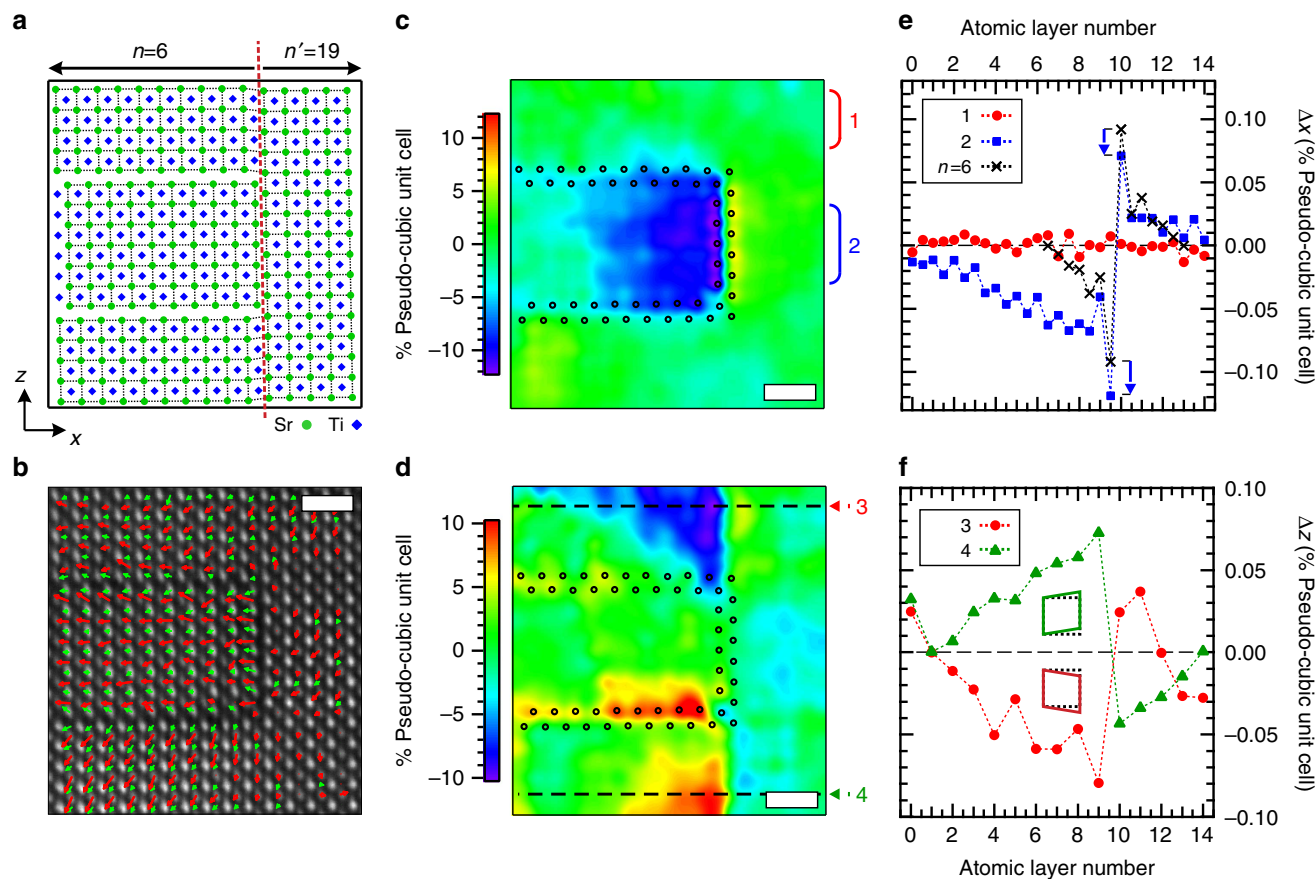 a
n=6
n′=19
z
x
Sr
Ti
b
c
% Pseudo-cubic unit cell
10
5
0
−5
−10
1
2
d
% Pseudo-cubic unit cell
10
5
0
−5
−10
3
4
e
Atomic layer number
0 2 4 6 8 10 12 14
1
2
n=6
0.10
0.05
0.00
−0.05
−0.10
Δx (% Pseudo-cubic unit cell)
f
3
4
0.10
0.05
0.00
−0.05
−0.10
Δz (% Pseudo-cubic unit cell)
0 2 4 6 8 10 12 14
Atomic layer number